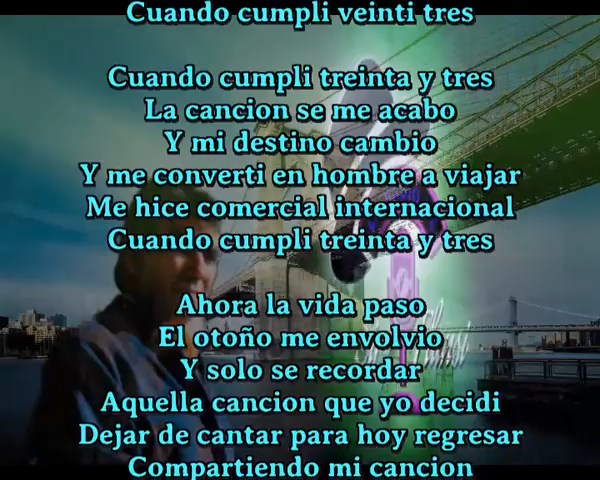 Cuando cumpli veinti tres
Cuando cumpli treinta y tres
La cancion se me acabo
Y mi destino cambio
Y me converti en hombre a viajar
Me hice comercial internacional
Cuando cumpli treinta y tres
Ahora la vida paso
El otoño me envolvio
Y solo se recordar
Aquella cancion que yo decidi
Dejar de cantar para hoy regresar
Compartiendo mi cancion